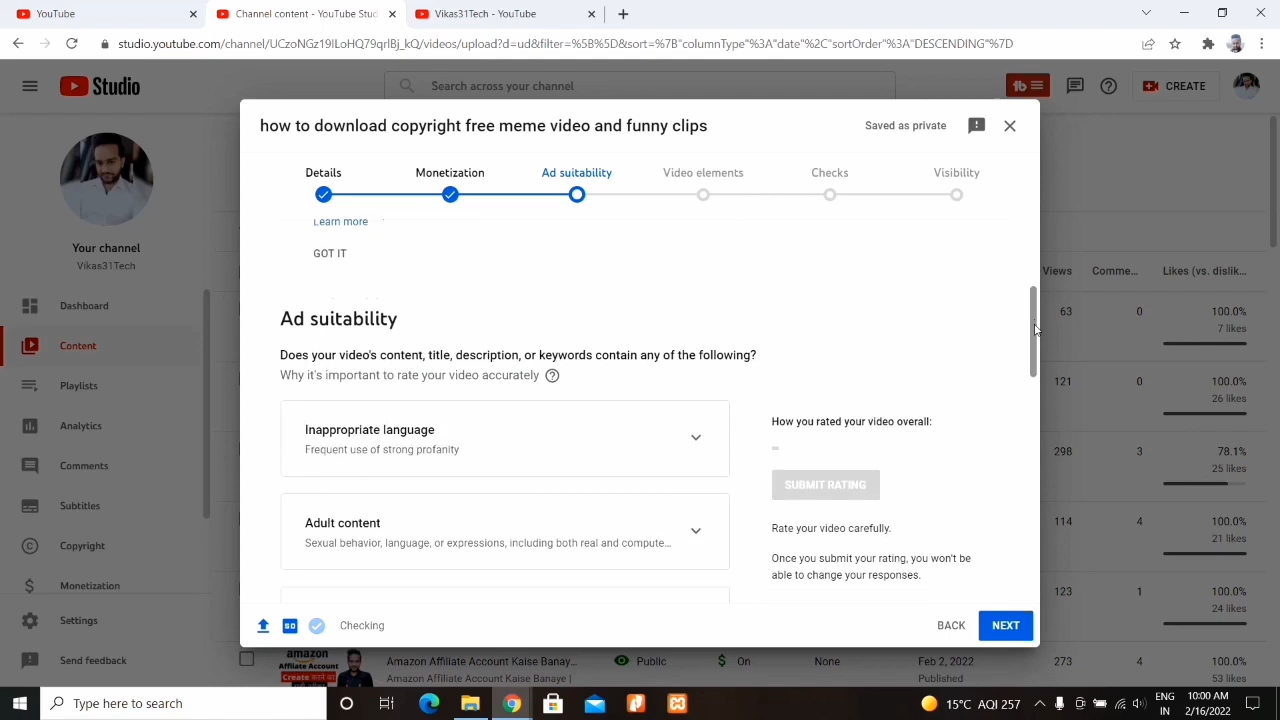 YouTube
Channel content - YouTube Stud
Vikas31Tech - YouTube
studio.youtube.com/channel/UCzoNGz19ILoHQ79qrlBj_kQ/videos/upload?d=ud&filter=%5B%5D&sort=%7B"columnType"%3A"date"%2C"sortOrder"%3A"DESCENDING"%7D
Studio
Search across your channel
CREATE
how to download copyright free meme video and funny clips
Saved as private
Details
Monetization
Ad suitability
Video elements
Checks
Visibility
Learn more
GOT IT
Your channel
Vikas31Tech
Dashboard
Content
Playlists
Analytics
Comments
Subtitles
Copyright
Monetization
Settings
Send feedback
Ad suitability
Does your video's content, title, description, or keywords contain any of the following?
Why it's important to rate your video accurately
Inappropriate language
Frequent use of strong profanity
Adult content
Sexual behavior, language, or expressions, including both real and compute...
How you rated your video overall:
–
SUBMIT RATING
Rate your video carefully.
Once you submit your rating, you won't be
able to change your responses.
Checking
BACK
NEXT
Views
Comme...
Likes (vs. dislik...
63
0
100.0%
7 likes
121
0
100.0%
26 likes
298
3
78.1%
25 likes
114
4
100.0%
21 likes
123
1
100.0%
24 likes
amazon
Affiliate Account
Create करने का
Amazon Affiliate Account Kaise Banay...
Amazon Affiliate Account Kaise Banaye |
Public
On
None
Feb 2, 2022
Published
273
4
100.0%
53 likes
Type here to search
15°C AQI 257
ENG
IN
10:00 AM
2/16/2022